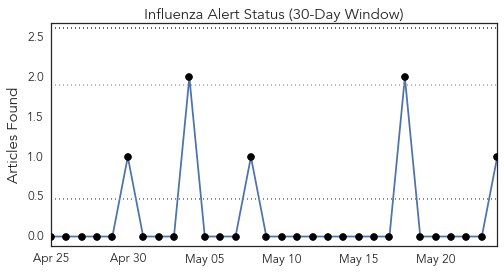 Influenza Alert Status (30-Day Window)
Articles Found
2.5
2.0
1.5
1.0
0.5
0.0
Apr 25
Apr 30
May 05
May 10
May 15
May 20